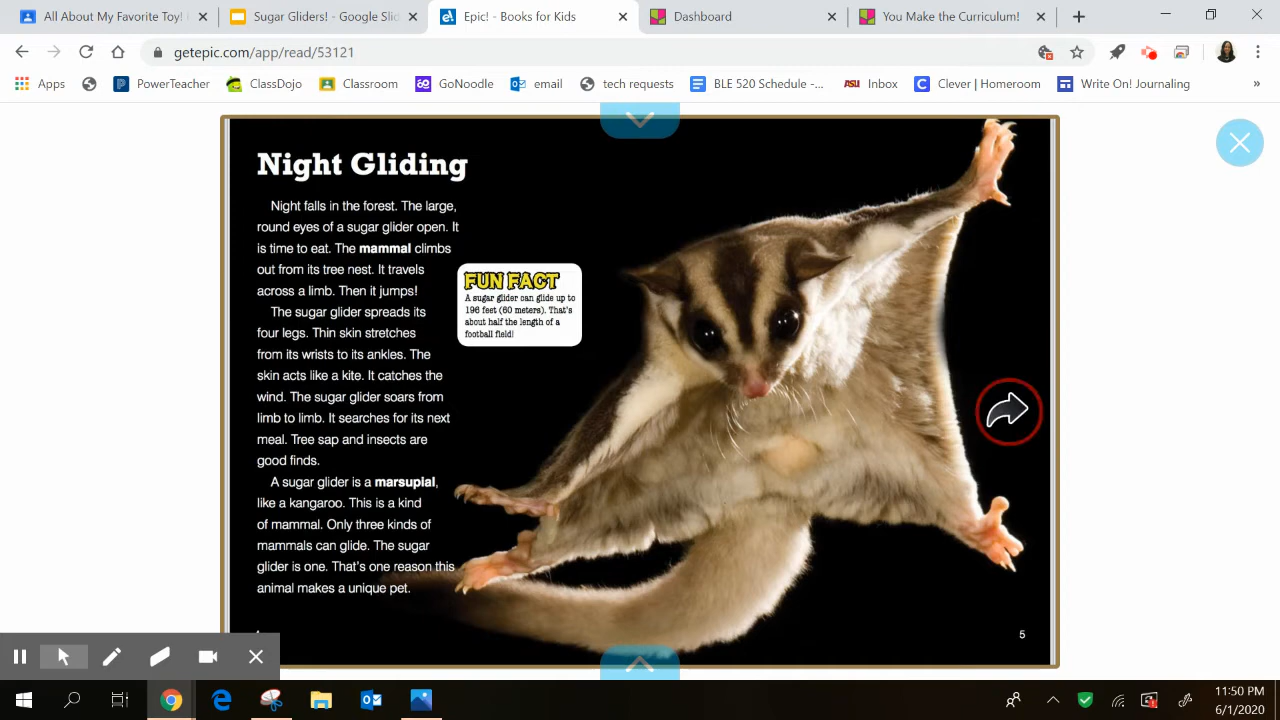 All About My Favorite Toy! by
Sugar Gliders! - Google Slid
Epic! - Books for Kids
Dashboard
You Make the Curriculum!
getepic.com/app/read/53121
Apps
PowerTeacher
ClassDojo
Classroom
GoNoodle
email
tech requests
BLE 520 Schedule -...
ASU Inbox
Clever | Homeroom
Write On! Journaling
»
Night Gliding
Night falls in the forest. The large,
round eyes of a sugar glider open. It
is time to eat. The mammal climbs
out from its tree nest. It travels
across a limb. Then it jumps!
The sugar glider spreads its
four legs. Thin skin stretches
from its wrists to its ankles. The
skin acts like a kite. It catches the
wind. The sugar glider soars from
limb to limb. It searches for its next
meal. Tree sap and insects are
good finds.
A sugar glider is a marsupial,
like a kangaroo. This is a kind
of mammal. Only three kinds of
mammals can glide. The sugar
glider is one. That's one reason this
animal makes a unique pet.
FUN FACT
A sugar glider can glide up to
196 feet (60 meters). That's
about half the length of a
football field!
5
11:50 PM
6/1/2020